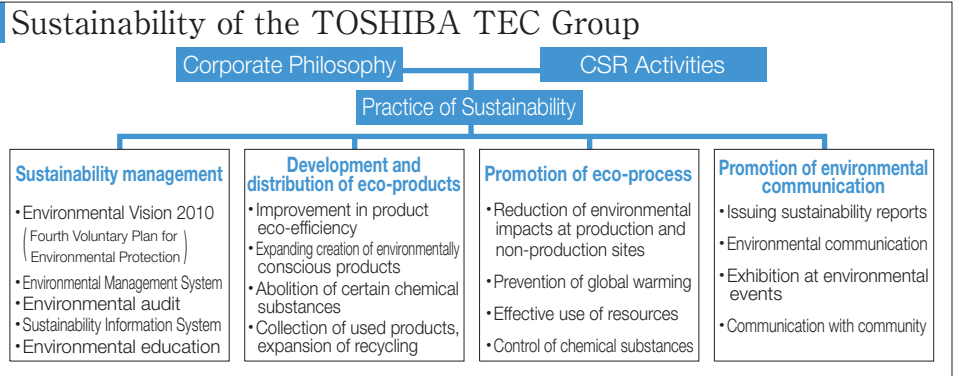 Sustainability of the TOSHIBA TEC Group
Corporate Philosophy
CSR Activities
Practice of Sustainability
Sustainability management
•Environmental Vision 2010
(Fourth Voluntary Plan for
Environmental Protection)
•Environmental Management System
•Environmental audit
•Sustainability Information System
•Environmental education
Development and
distribution of eco-products
•Improvement in product
eco-efficiency
•Expanding creation of environmentally
conscious products
•Abolition of certain chemical
substances
•Collection of used products,
expansion of recycling
Promotion of eco-process
•Reduction of environmental
impacts at production and
non-production sites
•Prevention of global warming
•Effective use of resources
•Control of chemical substances
Promotion of environmental
communication
•Issuing sustainability reports
•Environmental communication
•Exhibition at environmental
events
•Communication with community